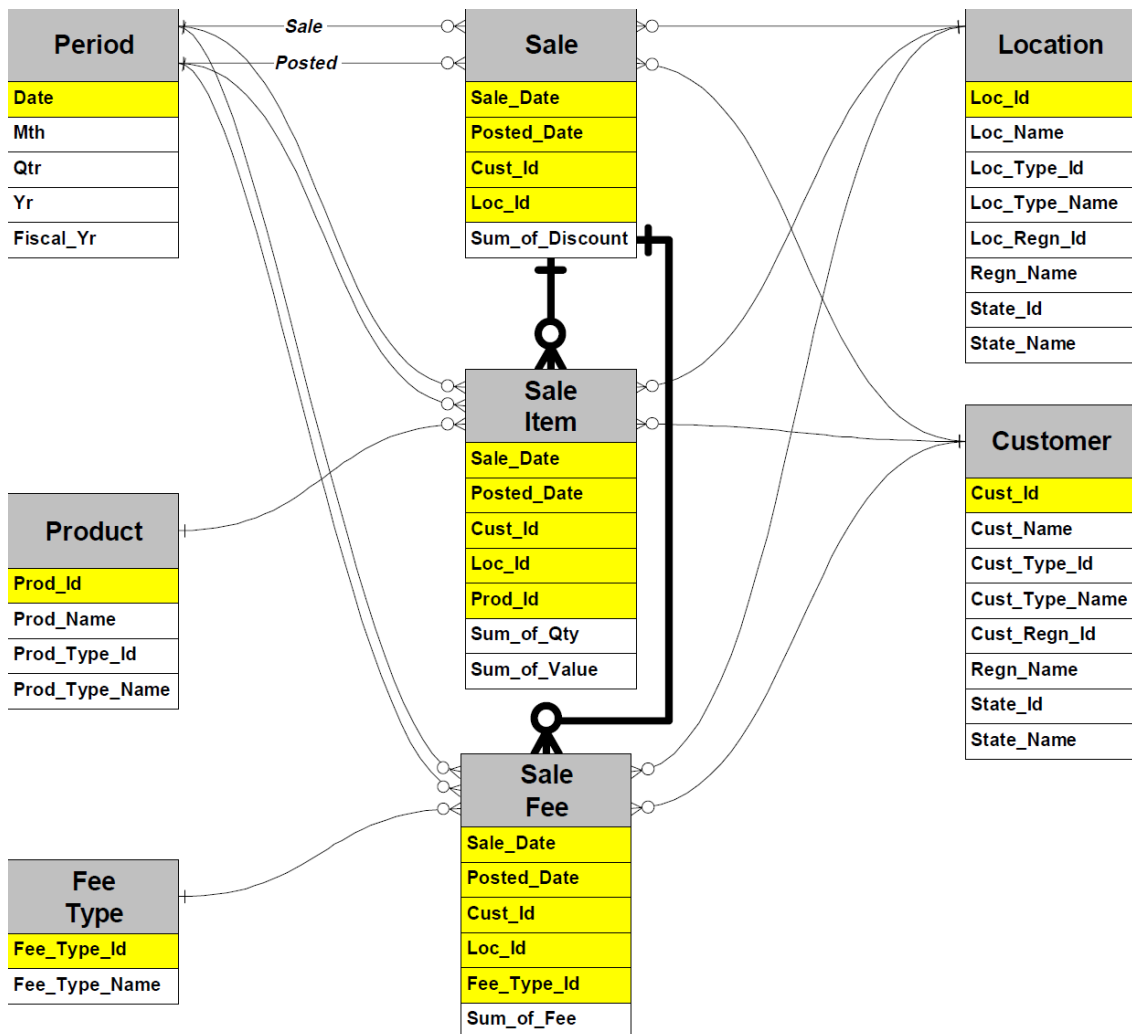 Period
Date
Mth
Qtr
Yr
Fiscal_Yr
Sale
Posted
Sale
Sale_Date
Posted_Date
Cust_Id
Loc_Id
Sum_of_Discount
Location
Loc_Id
Loc_Name
Loc_Type_Id
Loc_Type_Name
Loc_Regn_Id
Regn_Name
State_Id
State_Name
Sale
Item
Sale_Date
Posted_Date
Cust_Id
Loc_Id
Prod_Id
Sum_of_Qty
Sum_of_Value
Customer
Cust_Id
Cust_Name
Cust_Type_Id
Cust_Type_Name
Cust_Regn_Id
Regn_Name
State_Id
State_Name
Product
Prod_Id
Prod_Name
Prod_Type_Id
Prod_Type_Name
Sale
Fee
Sale_Date
Posted_Date
Cust_Id
Loc_Id
Fee_Type_Id
Sum_of_Fee
Fee
Type
Fee_Type_Id
Fee_Type_Name